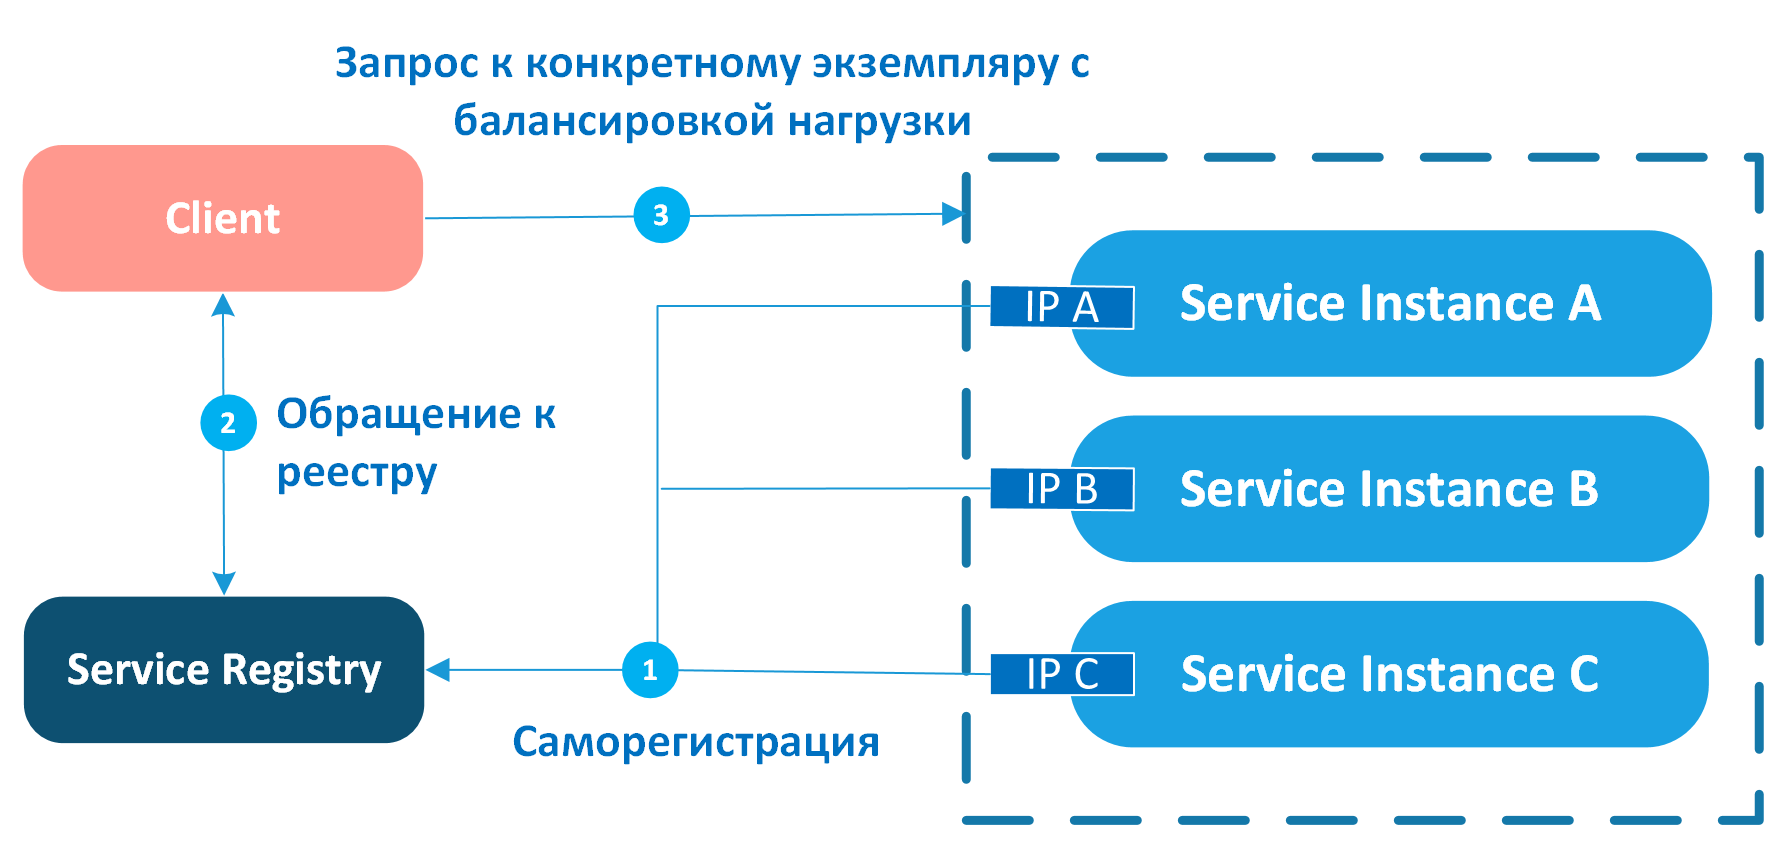 Запрос к конкретному экземпляру с
балансировкой нагрузки
Client
3
IP A
Service Instance A
2
Обращение к
реестру
IP B
Service Instance B
Service Registry
1
IP C
Service Instance C
Саморегистрация